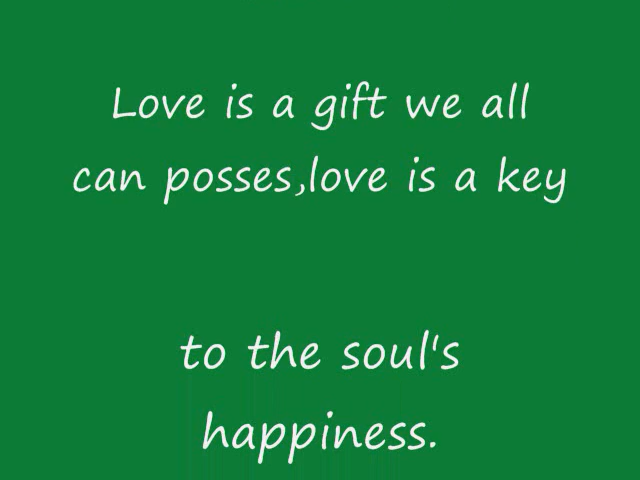 Love is a gift we all
can posses,love is a key
to the soul's
happiness.